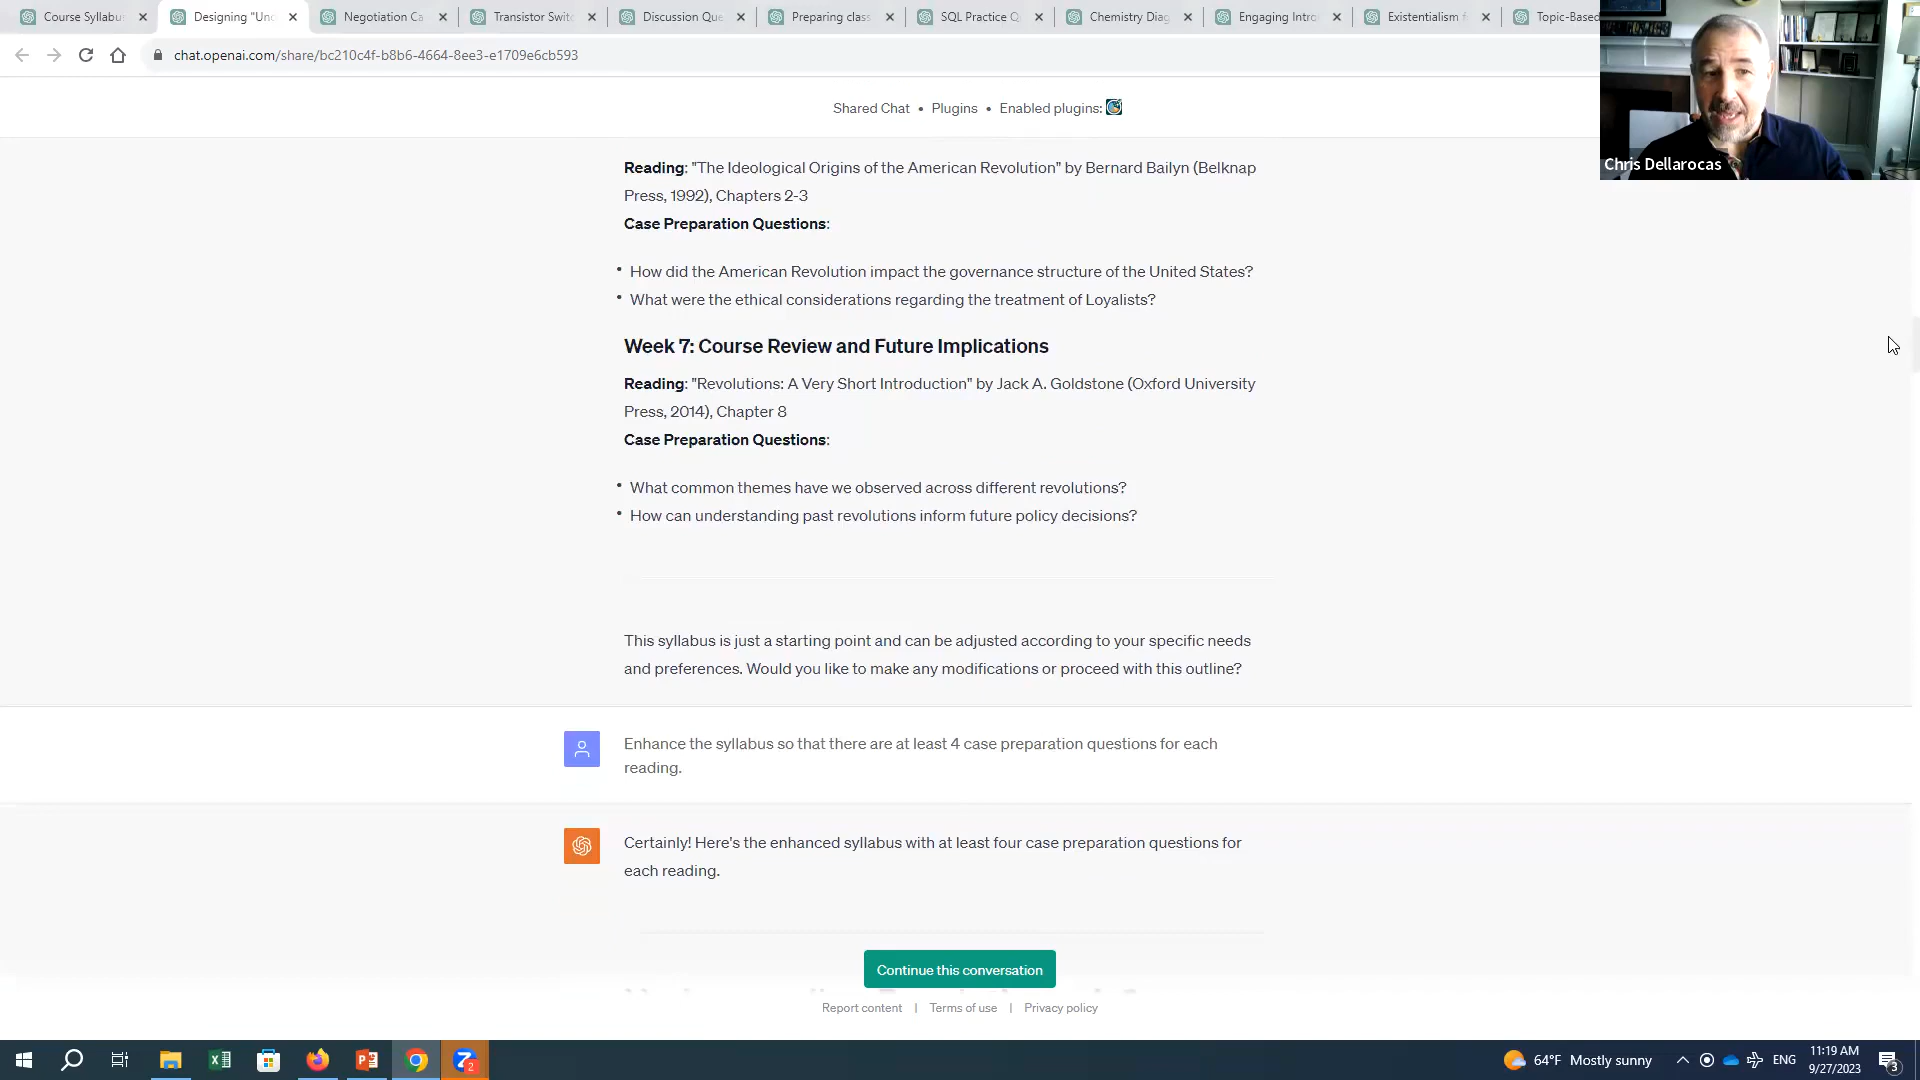 Course Syllabu
Designing "Unc
Negotiation Ca
Transistor Swit
Discussion Que
Preparing class
SQL Practice Q
Chemistry Diag
Engaging Intro
Existentialism f
Topic-Based
chat.openai.com/share/bc210c4f-b8b6-4664-8ee3-e1709e6cb593
Chris Dellarocas
Shared Chat • Plugins • Enabled plugins:
Reading: "The Ideological Origins of the American Revolution" by Bernard Bailyn (Belknap
Press, 1992), Chapters 2-3
Case Preparation Questions:
• How did the American Revolution impact the governance structure of the United States?
• What were the ethical considerations regarding the treatment of Loyalists?
Week 7: Course Review and Future Implications
Reading: "Revolutions: A Very Short Introduction" by Jack A. Goldstone (Oxford University
Press, 2014), Chapter 8
Case Preparation Questions:
• What common themes have we observed across different revolutions?
• How can understanding past revolutions inform future policy decisions?
This syllabus is just a starting point and can be adjusted according to your specific needs
and preferences. Would you like to make any modifications or proceed with this outline?
Enhance the syllabus so that there are at least 4 case preparation questions for each
reading.
Certainly! Here's the enhanced syllabus with at least four case preparation questions for
each reading.
Continue this conversation
Report content | Terms of use | Privacy policy
64°F Mostly sunny
ENG
11:19 AM
9/27/2023
3
2